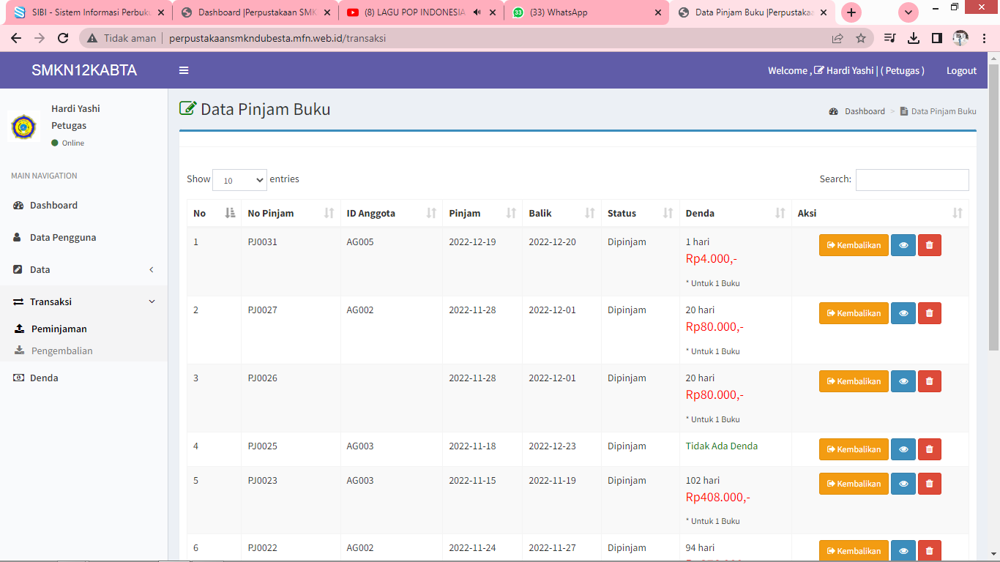 SIBI - Sistem Informasi Perbuku
Dashboard |Perpustakaan SMK
(8) LAGU POP INDONESIA
(33) WhatsApp
Data Pinjam Buku |Perpustakaa
Tidak aman | perpustakaansmkndubesta.mfn.web.id/transaksi
SMKN12KABTA
Welcome , Hardi Yashi | ( Petugas )
Logout
Hardi Yashi
Petugas
Online
MAIN NAVIGATION
Dashboard
Data Pengguna
Data
Transaksi
Peminjaman
Pengembalian
Denda
Data Pinjam Buku
Dashboard > Data Pinjam Buku
Show 10 entries
Search:
No No Pinjam ID Anggota Pinjam Balik Status Denda Aksi
1 PJ0031 AG005 2022-12-19 2022-12-20 Dipinjam 1 hari Kembalikan
Rp4.000,-
* Untuk 1 Buku
2 PJ0027 AG002 2022-11-28 2022-12-01 Dipinjam 20 hari Kembalikan
Rp80.000,-
* Untuk 1 Buku
3 PJ0026 2022-11-28 2022-12-01 Dipinjam 20 hari Kembalikan
Rp80.000,-
* Untuk 1 Buku
4 PJ0025 AG003 2022-11-18 2022-12-23 Dipinjam Tidak Ada Denda Kembalikan
5 PJ0023 AG003 2022-11-15 2022-11-19 Dipinjam 102 hari Kembalikan
Rp408.000,-
* Untuk 1 Buku
6 PJ0022 AG002 2022-11-24 2022-11-27 Dipinjam 94 hari Kembalikan